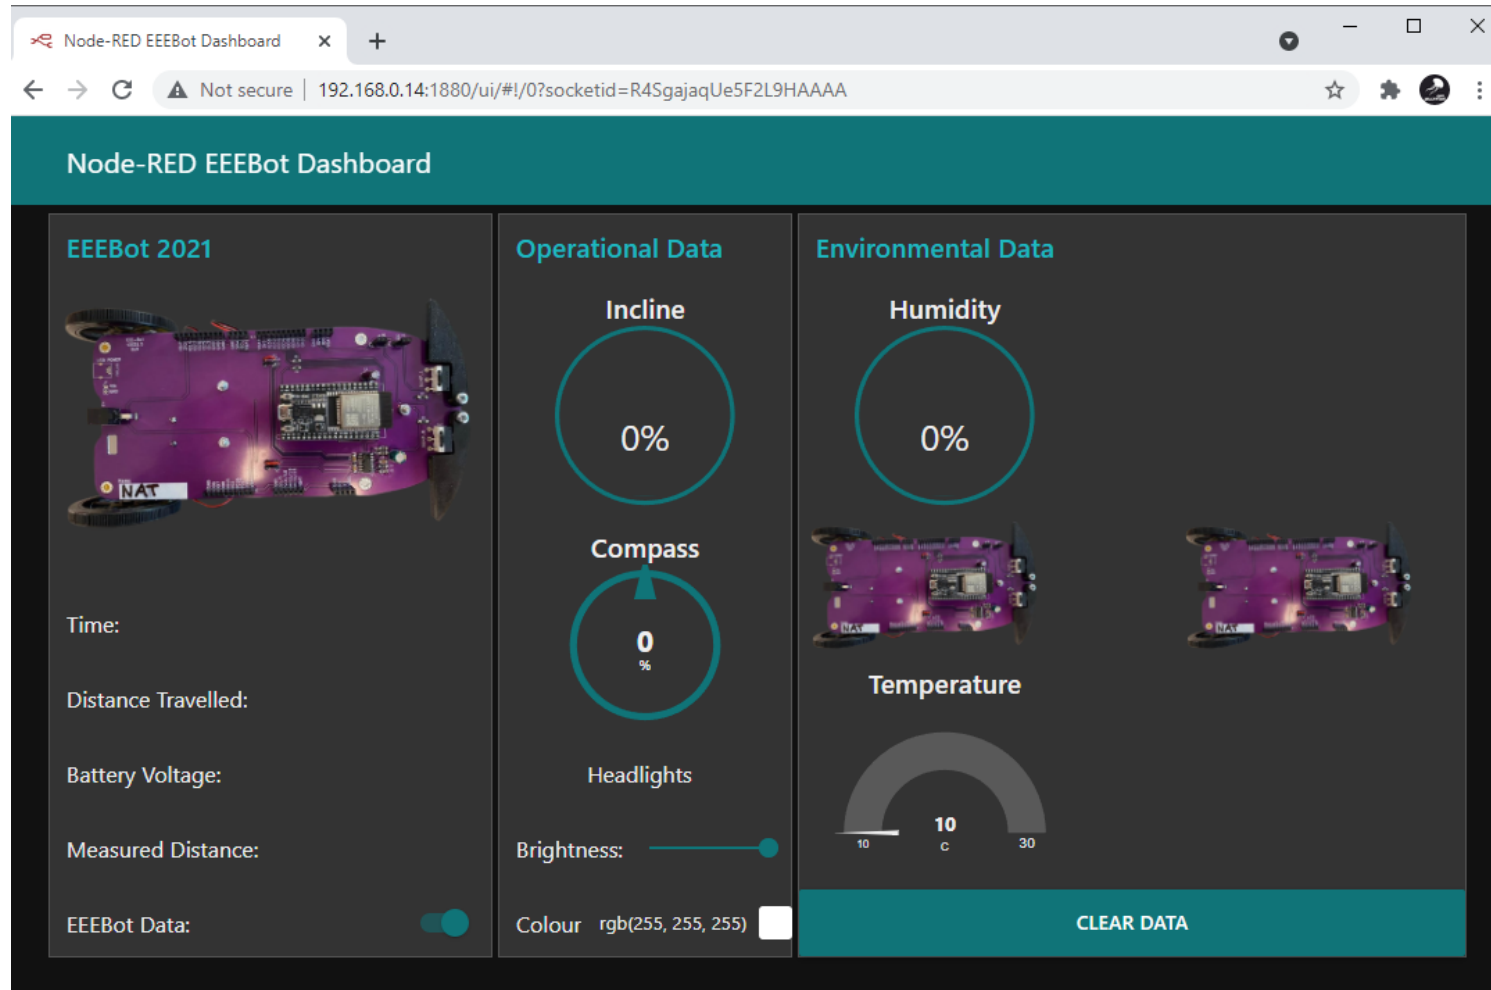 Node-RED EEEBot Dashboard
Not secure
192.168.0.14:1880/ui/#!/0?socketid=R4SgajaqUe5F2L9HAAAA
Node-RED EEEBot Dashboard
EEEBot 2021
NAT
Time:
Distance Travelled:
Battery Voltage:
Measured Distance:
EEEBot Data:
Operational Data
Incline
0%
Compass
0
%
Headlights
Brightness:
Colour rgb(255, 255, 255)
Environmental Data
Humidity
0%
NAT
NAT
Temperature
10
10
c
30
CLEAR DATA